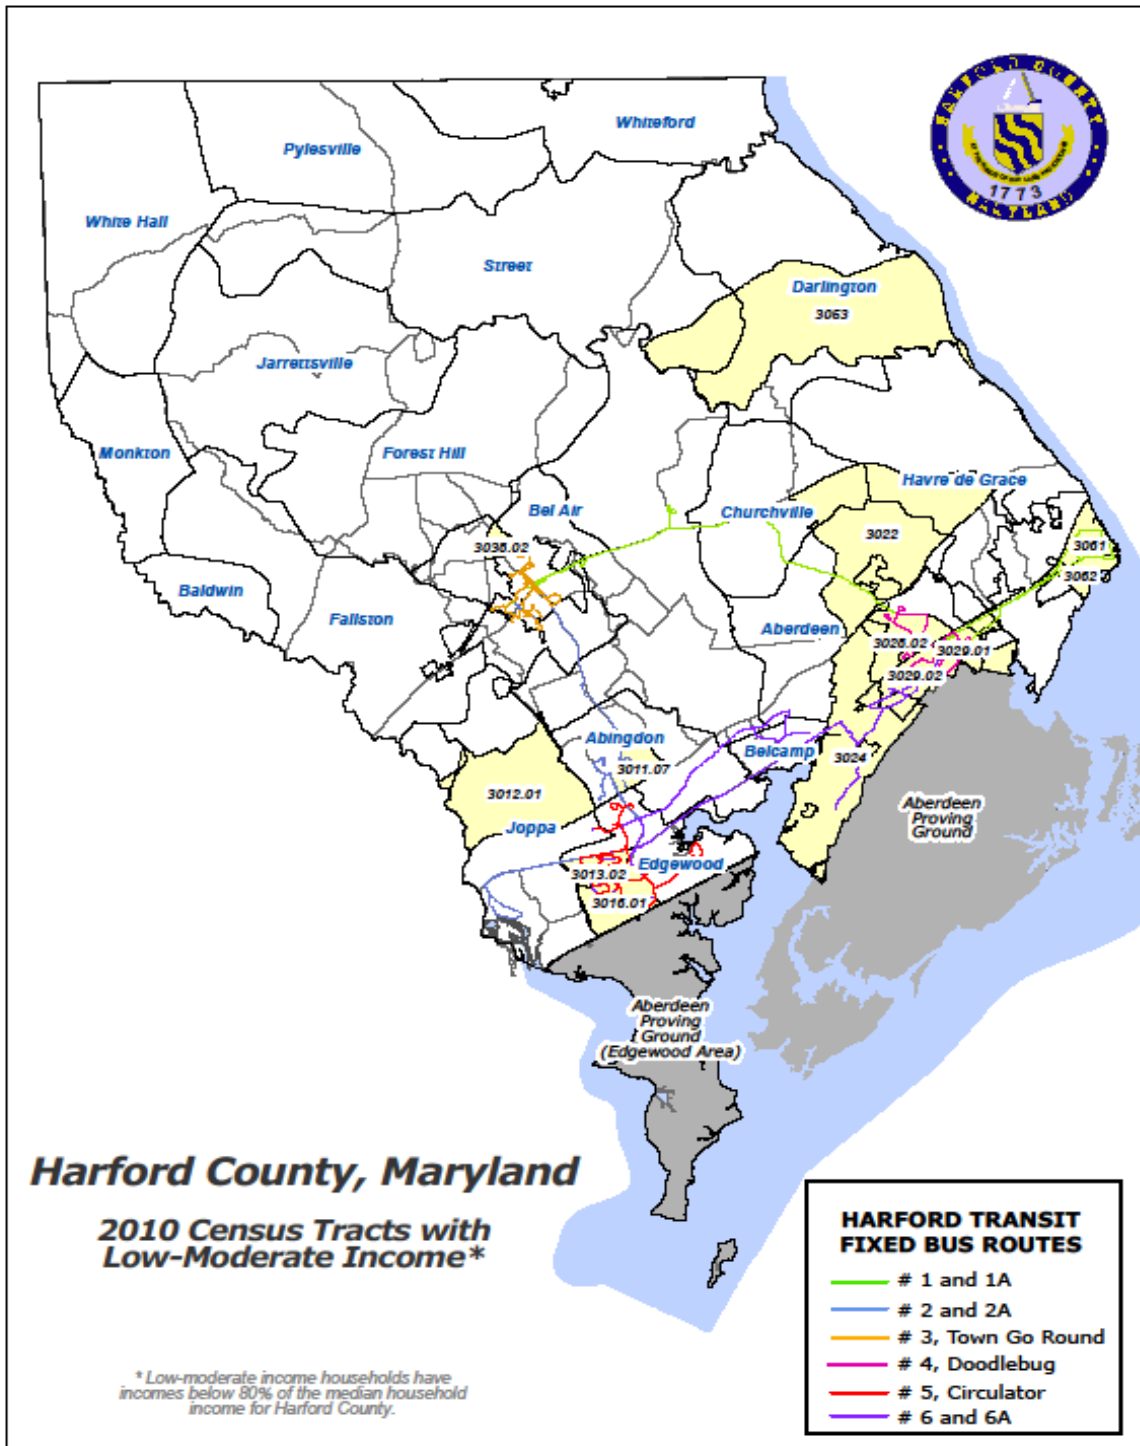 HARFORD COUNTY
MARYLAND
1773
Whiteford
Pylesville
White Hall
Street
Darlington
3063
Jarrettsville
Monkton
Forest Hill
Havre de Grace
Bel Air
Churchville
3022
3036.02
3061
3062
Baldwin
Fallston
Aberdeen
3028.02
3029.01
3029.02
Abingdon
Belcamp
3024
3011.07
3012.01
Joppa
Aberdeen
Proving
Ground
Edgewood
3013.02
3016.01
Aberdeen
Proving
Ground
(Edgewood Area)
Harford County, Maryland
2010 Census Tracts with
Low-Moderate Income*
* Low-moderate income households have
incomes below 80% of the median household
income for Harford County.
HARFORD TRANSIT
FIXED BUS ROUTES
# 1 and 1A
# 2 and 2A
# 3, Town Go Round
# 4, Doodlebug
# 5, Circulator
# 6 and 6A